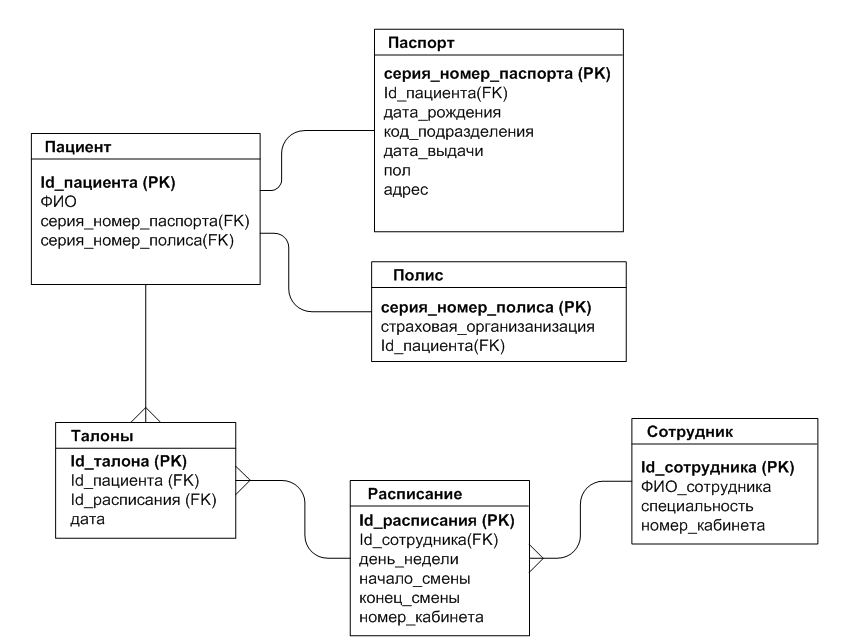 Паспорт
серия_номер_паспорта (PK)
Id_пациента(FK)
дата_рождения
код_подразделения
дата_выдачи
пол
адрес
Пациент
Id_пациента (PK)
ФИО
серия_номер_паспорта(FK)
серия_номер_полиса(FK)
Полис
серия_номер_полиса (PK)
страховая_организанизация
Id_пациента(FK)
Талоны
Id_талона (PK)
Id_пациента (FK)
Id_расписания (FK)
дата
Сотрудник
Id_сотрудника (PK)
ФИО_сотрудника
специальность
номер_кабинета
Расписание
Id_расписания (PK)
Id_сотрудника(FK)
день_недели
начало_смены
конец_смены
номер_кабинета